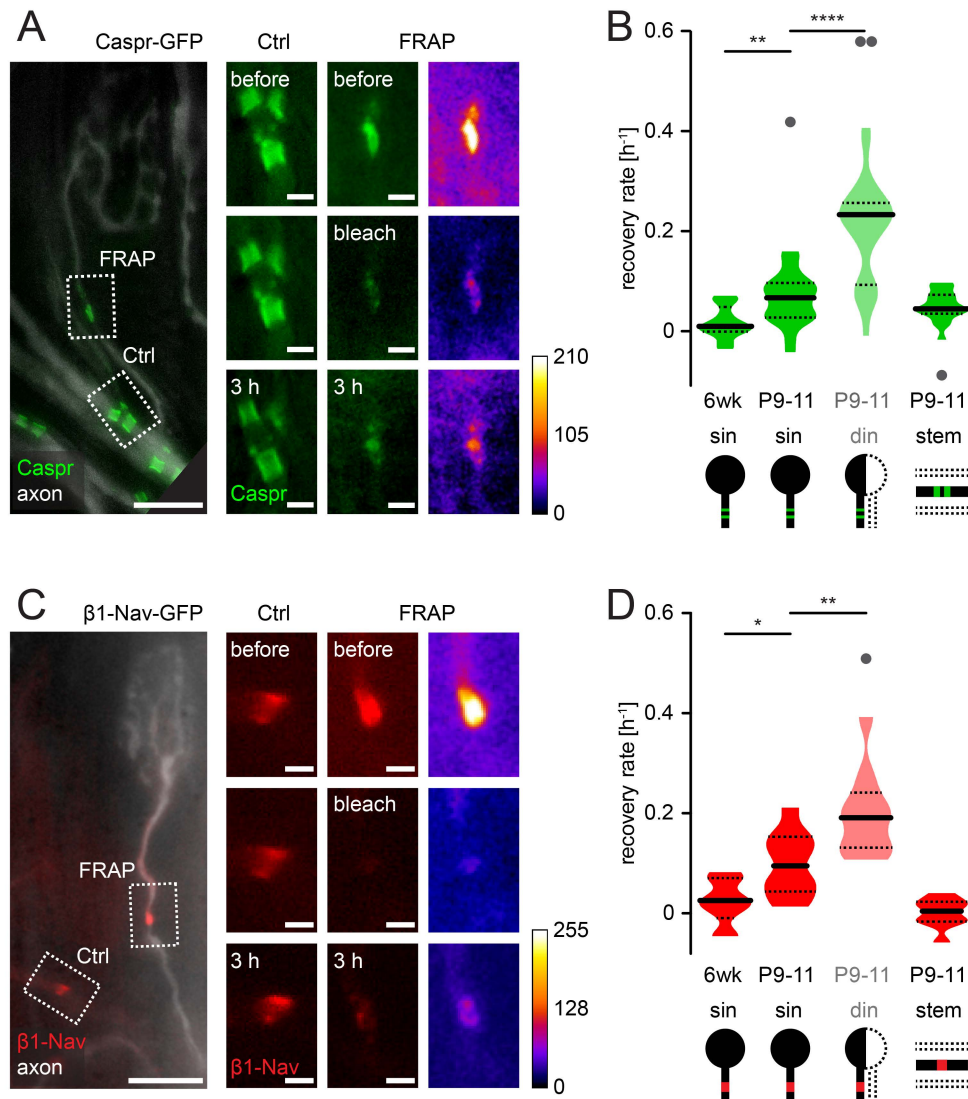 A
Caspr-GFP
Ctrl
FRAP
before
before
FRAP
bleach
Ctrl
3 h
3 h
Caspr
axon
Caspr
210
105
0
B
recovery rate [h⁻¹]
0.6
0.4
0.2
0
**
****
6wk
P9-11
P9-11
P9-11
sin
sin
din
stem
C
β1-Nav-GFP
Ctrl
FRAP
before
before
bleach
FRAP
Ctrl
3 h
3 h
β1-Nav
axon
β1-Nav
255
128
0
D
recovery rate [h⁻¹]
0.6
0.4
0.2
0
*
**
6wk
P9-11
P9-11
P9-11
sin
sin
din
stem